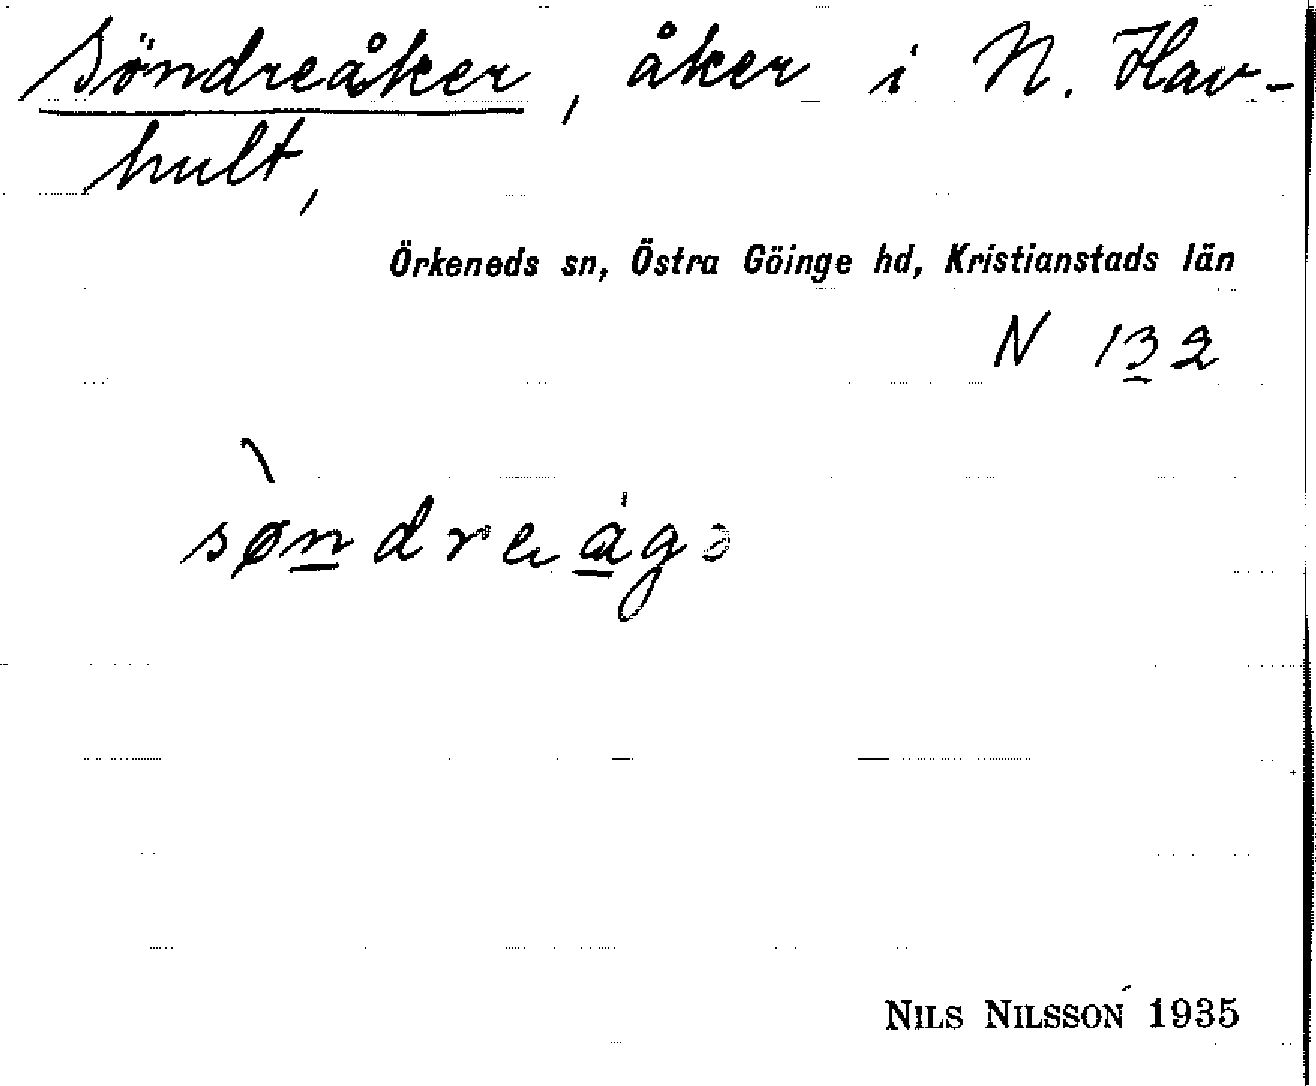 Söndreåker, åker i N. Hav-
hult,
Örkeneds sn, Östra Göinge hd, Kristianstads län
N 132
søndreågə
NILS NILSSON 1935